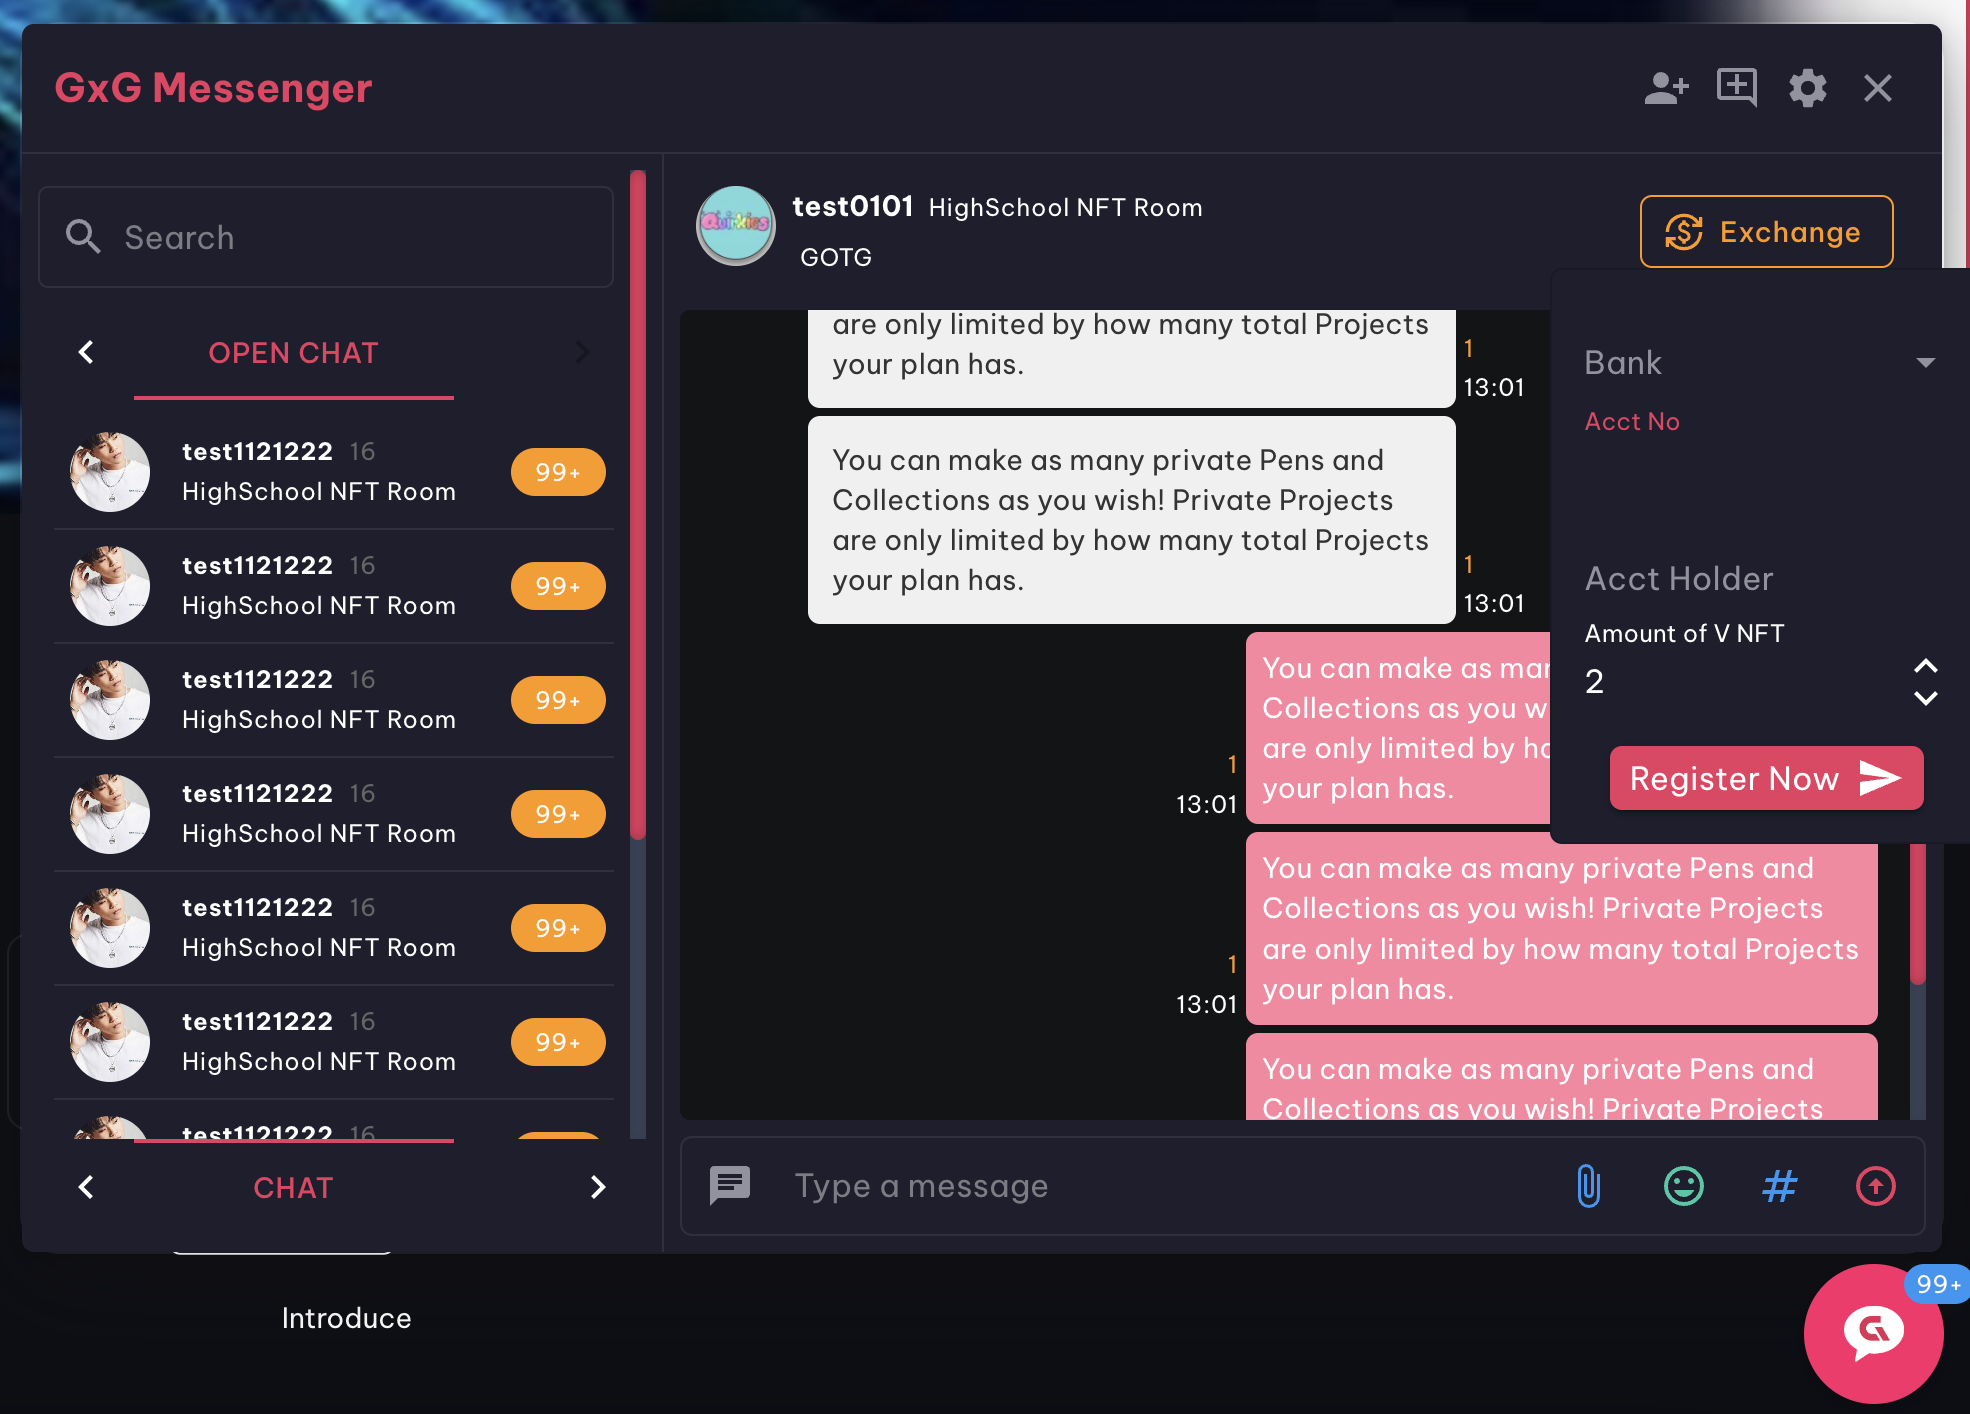 GxG Messenger
Search
OPEN CHAT
test1121222 16
HighSchool NFT Room
99+
test1121222 16
HighSchool NFT Room
99+
test1121222 16
HighSchool NFT Room
99+
test1121222 16
HighSchool NFT Room
99+
test1121222 16
HighSchool NFT Room
99+
test1121222 16
HighSchool NFT Room
99+
test1121222 16
CHAT
test0101 HighSchool NFT Room
GOTG
Quirkies
Exchange
are only limited by how many total Projects
your plan has.
1
13:01
You can make as many private Pens and
Collections as you wish! Private Projects
are only limited by how many total Projects
your plan has.
1
13:01
You can make as mar
Collections as you w
are only limited by ho
your plan has.
1
13:01
You can make as many private Pens and
Collections as you wish! Private Projects
are only limited by how many total Projects
your plan has.
1
13:01
You can make as many private Pens and
Collections as you wish! Private Projects
Bank
Acct No
Acct Holder
Amount of V NFT
2
Register Now
Type a message
Introduce
99+